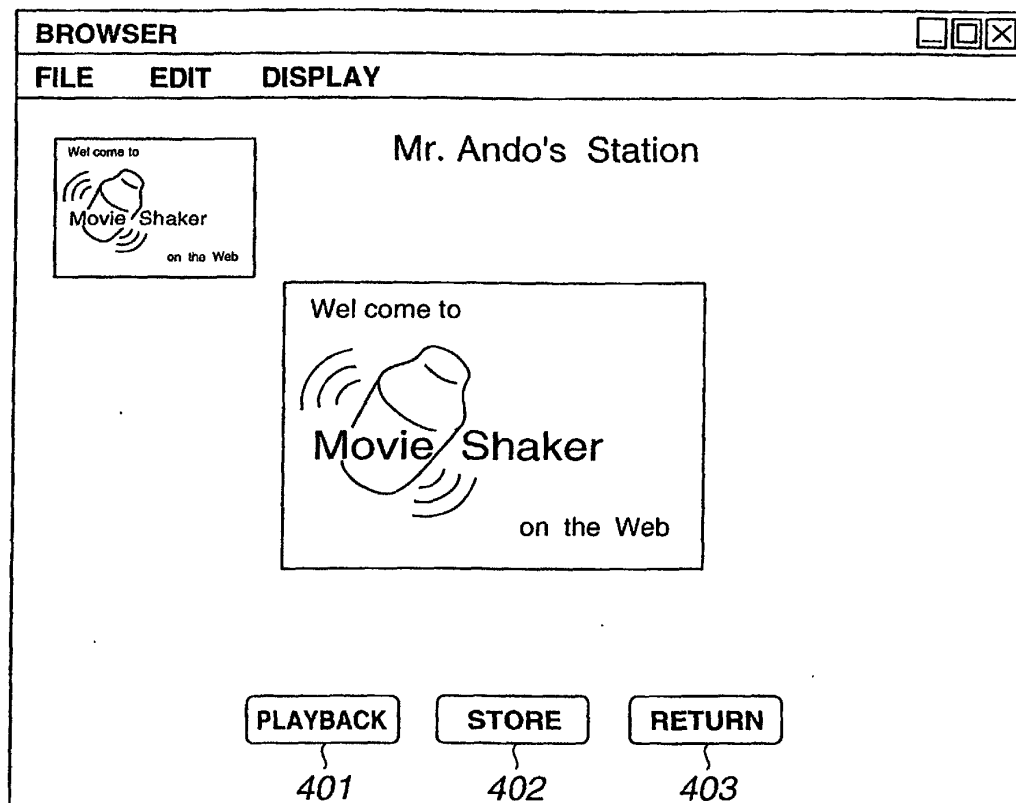 BROWSER
FILE EDIT DISPLAY
Mr. Ando's Station
Wel come to
Movie Shaker
on the Web
Wel come to
Movie Shaker
on the Web
PLAYBACK STORE RETURN
401 402 403